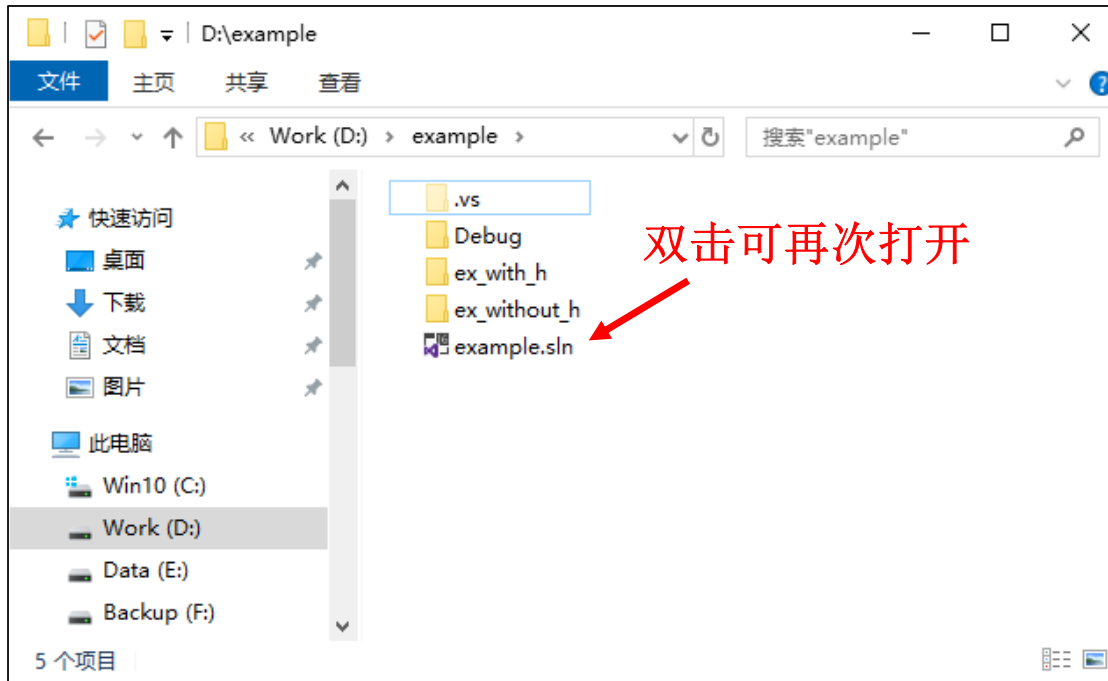 D:\example
文件 主页 共享 查看
« Work (D:) > example >
搜索"example"
快速访问
桌面
下载
文档
图片
此电脑
Win10 (C:)
Work (D:)
Data (E:)
Backup (F:)
.vs
Debug
ex_with_h
ex_without_h
example.sln
双击可再次打开
5 个项目